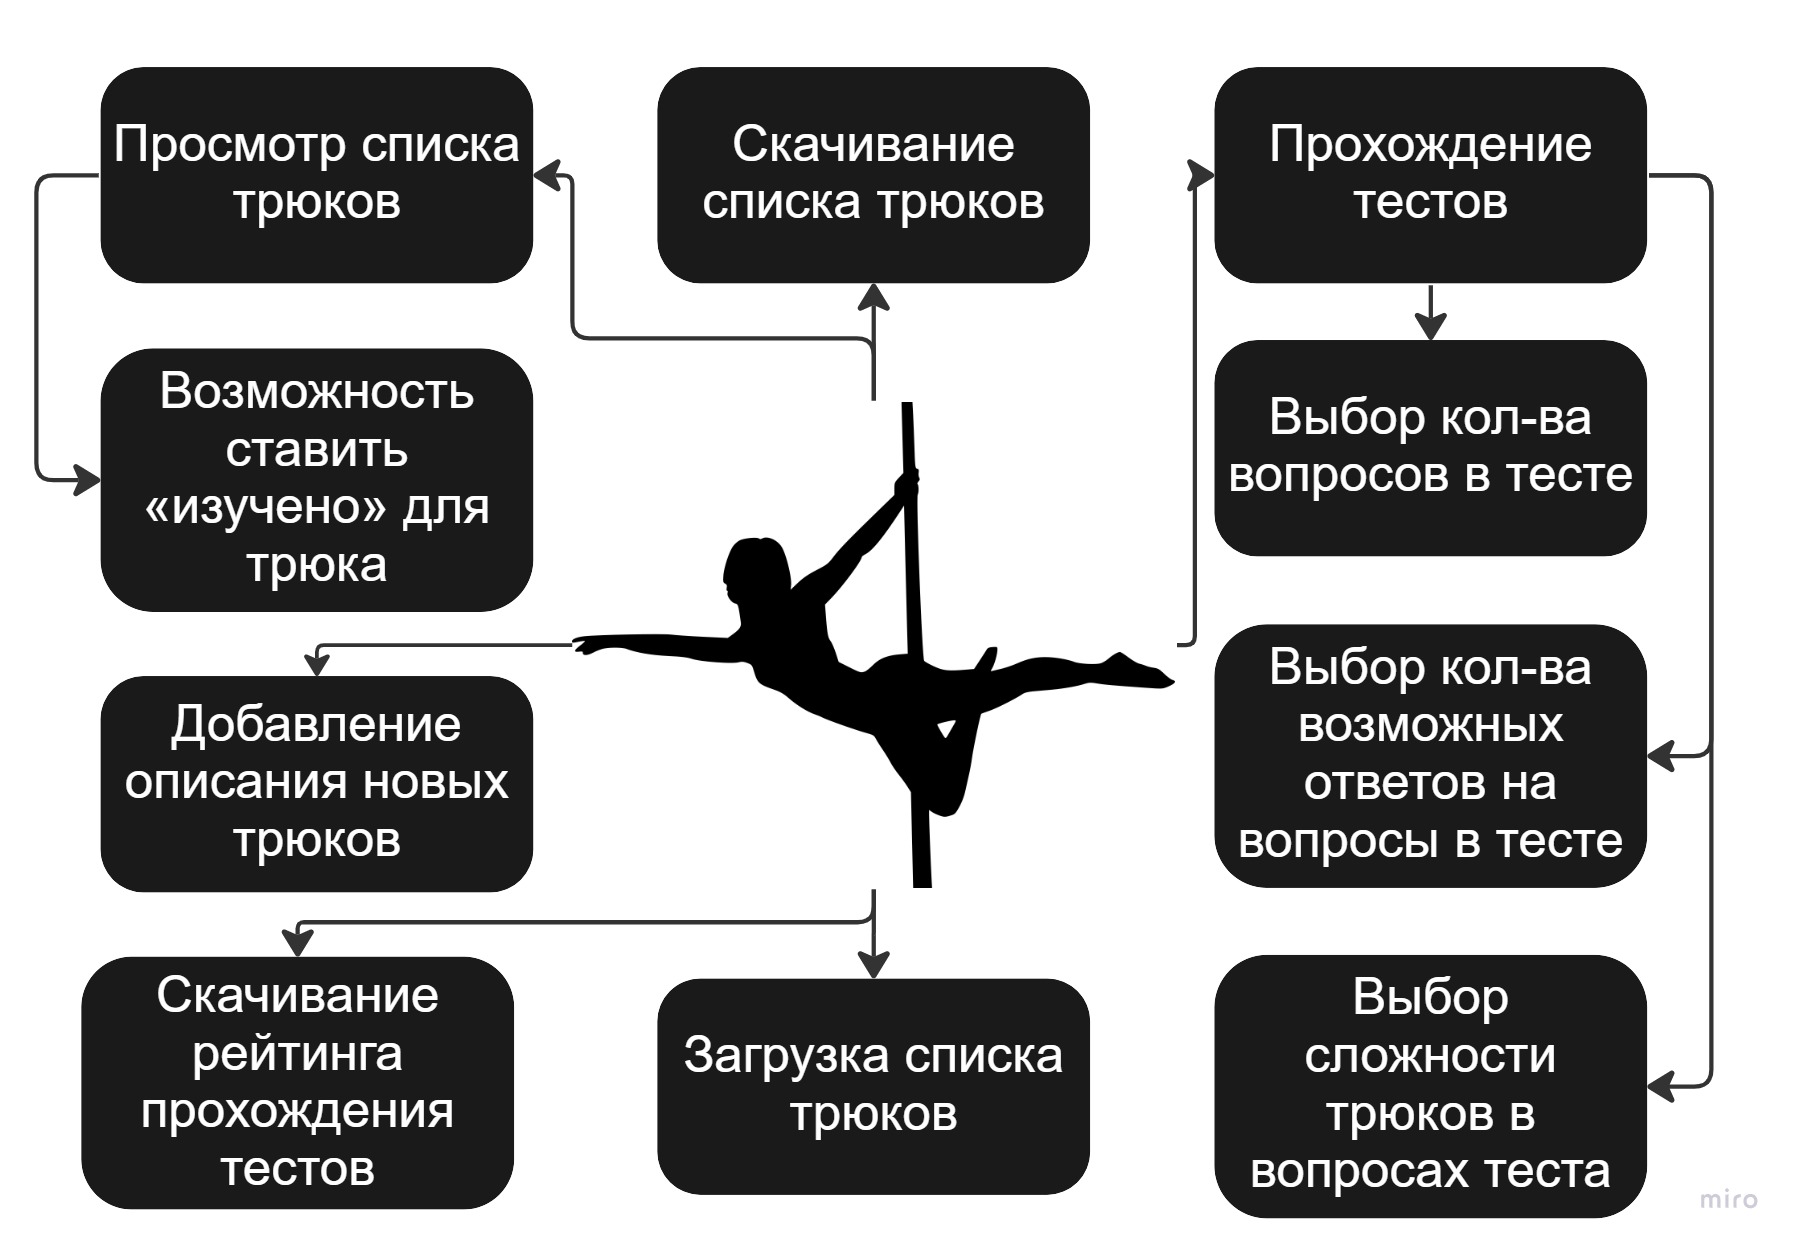 Просмотр списка
трюков
Скачивание
списка трюков
Прохождение
тестов
Возможность
ставить
«изучено» для
трюка
Выбор кол-ва
вопросов в тесте
Добавление
описания новых
трюков
Выбор кол-ва
возможных
ответов на
вопросы в тесте
Скачивание
рейтинга
прохождения
тестов
Загрузка списка
трюков
Выбор
сложности
трюков в
вопросах теста
miro